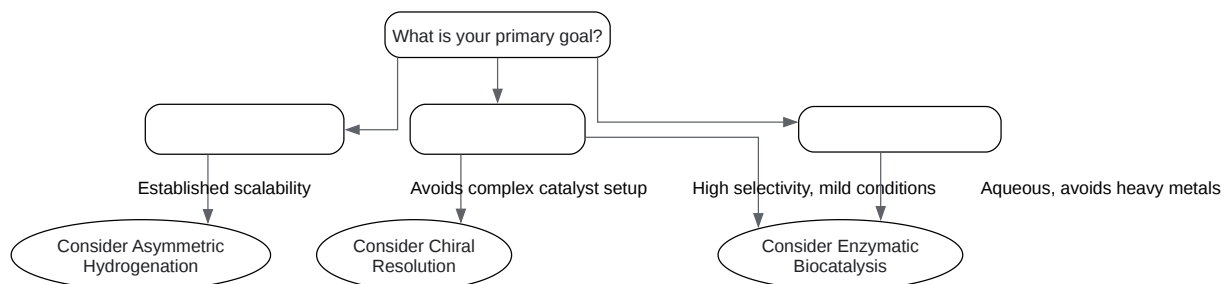 What is your primary goal?
Established scalability
Avoids complex catalyst setup
High selectivity, mild conditions
Aqueous, avoids heavy metals
Consider Asymmetric
Hydrogenation
Consider Chiral
Resolution
Consider Enzymatic
Biocatalysis